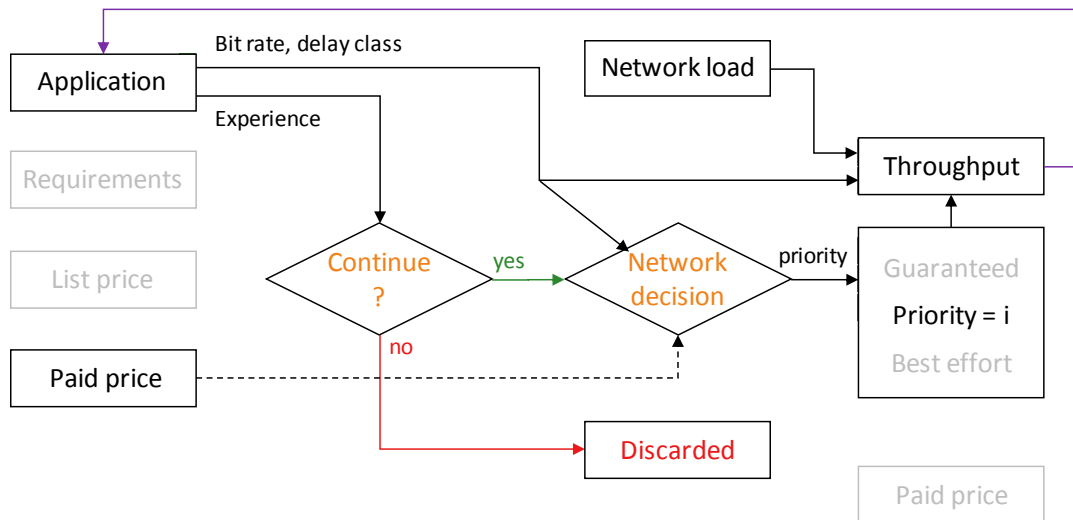 Bit rate, delay class
Application
Network load
Experience
Requirements
Throughput
List price
Continue
?
yes
Network
decision
priority
Guaranteed
Priority = i
Best effort
no
Paid price
Discarded
Paid price